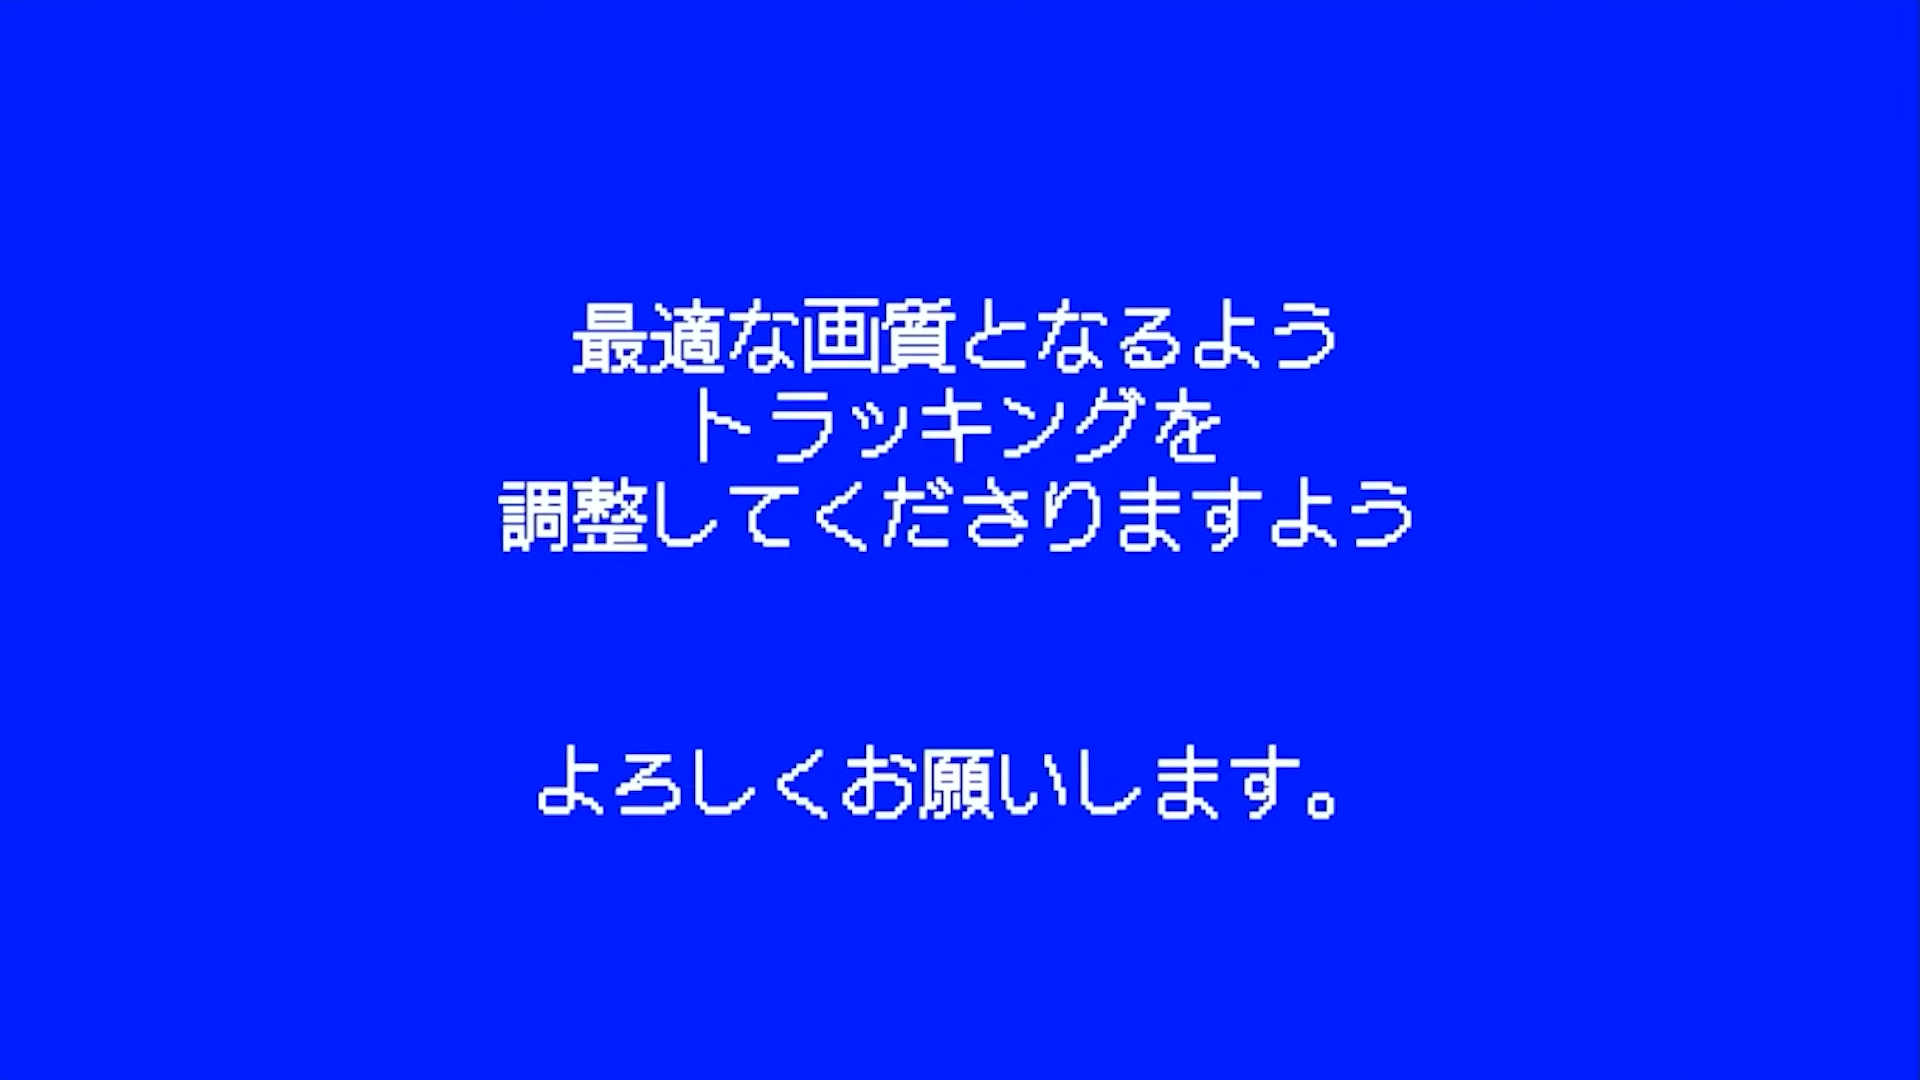 最適な画質となるよう
トラッキングを
調整してくださりますよう
よろしくお願いします。